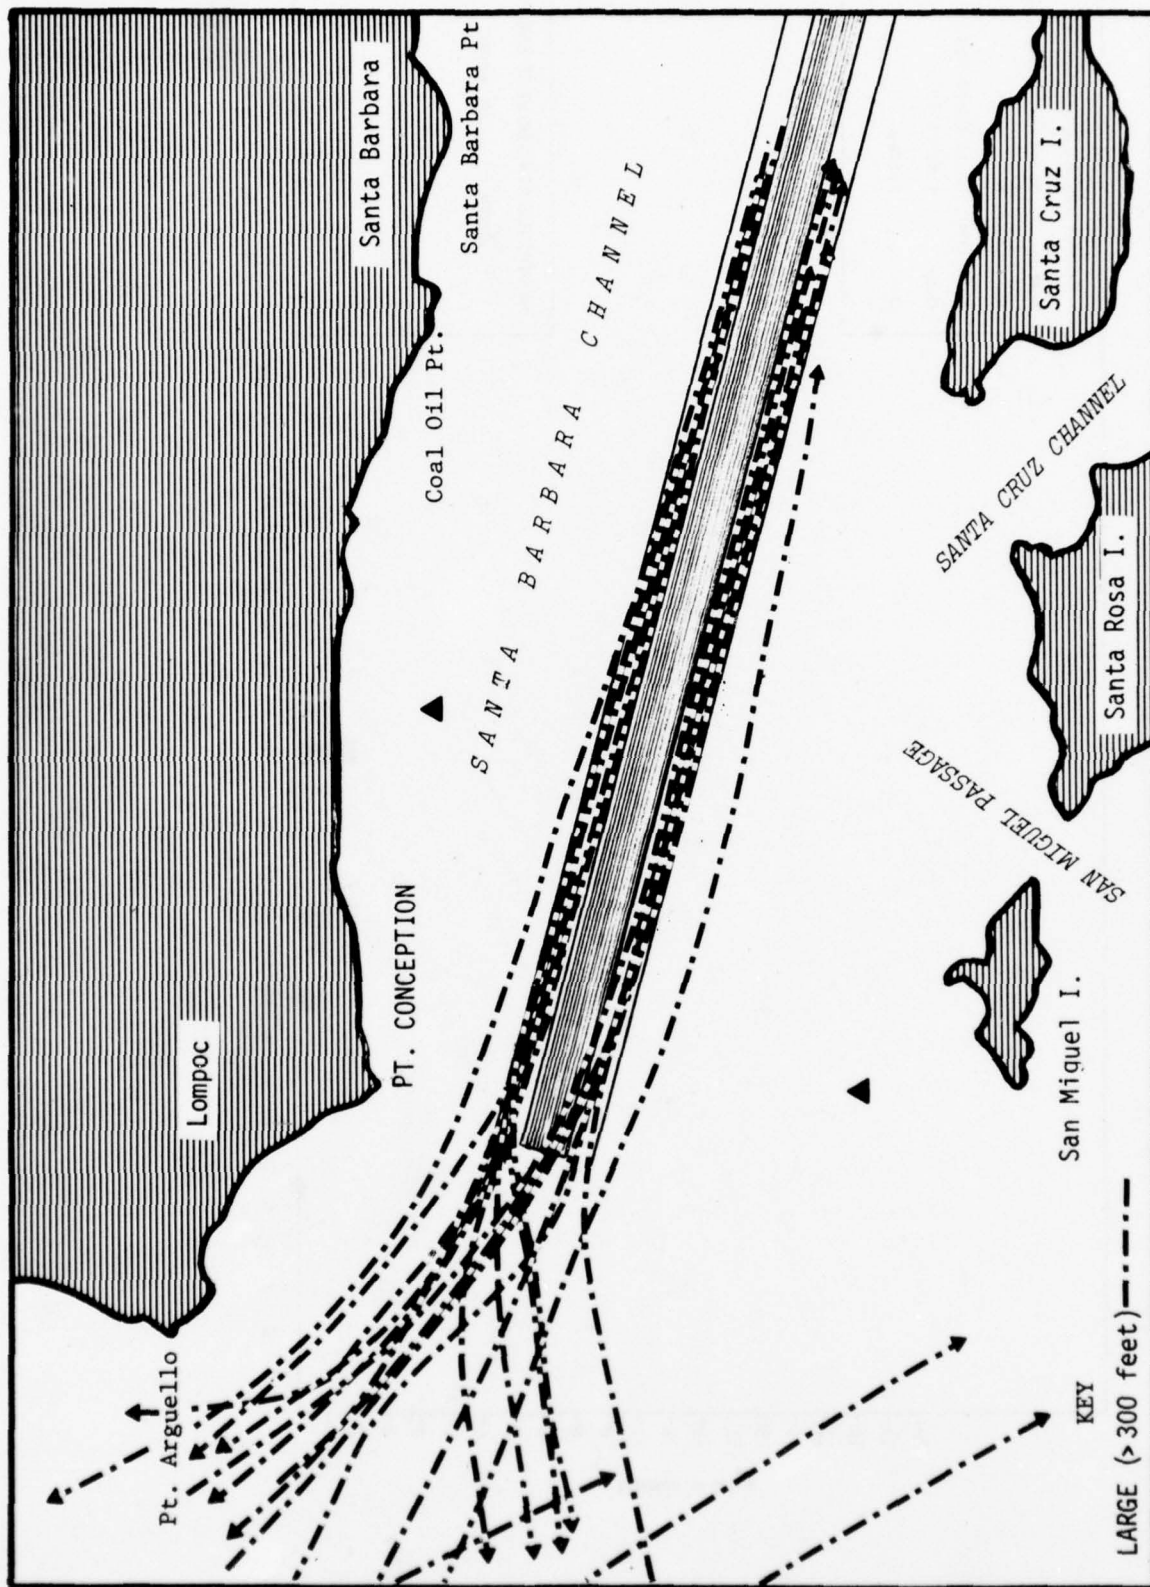 Pt. Arguello
Lompoc
PT. CONCEPTION
Santa Barbara
Santa Barbara Pt
Coal Oil Pt.
SANTA BARBARA CHANNEL
SAN MIGUEL PASSAGE
SANTA CRUZ CHANNEL
San Miguel I.
Santa Rosa I.
Santa Cruz I.
KEY
LARGE (>300 feet)